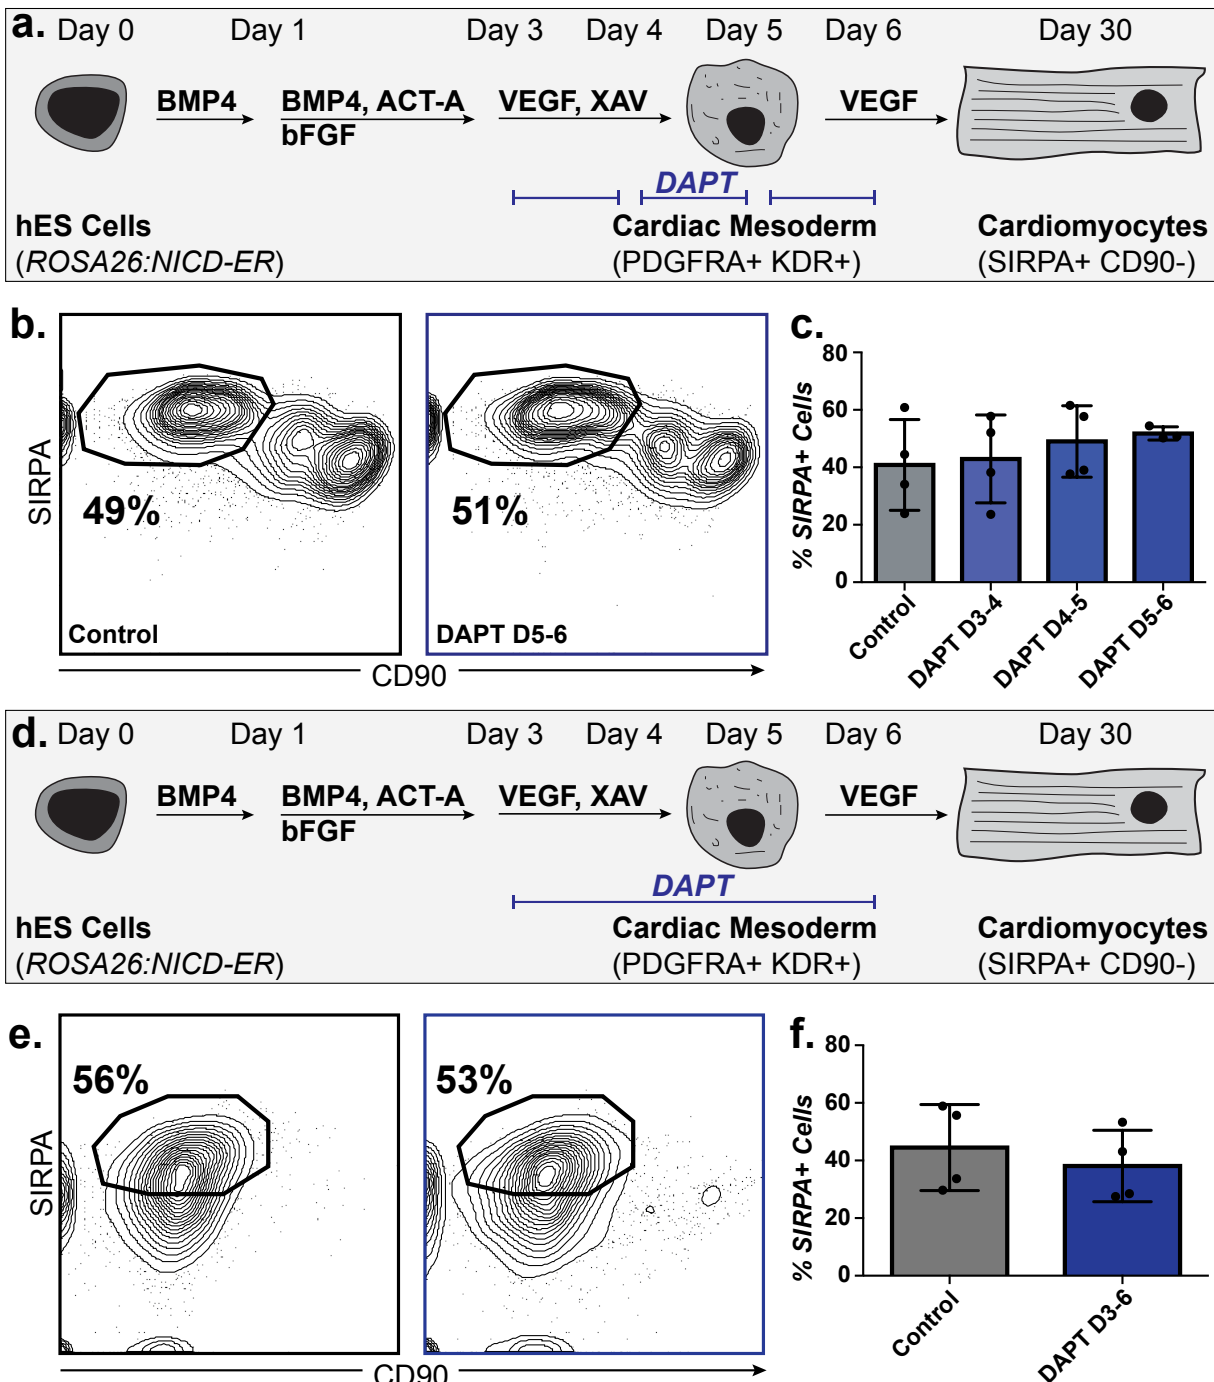 a. Day 0 Day 1 Day 3 Day 4 Day 5 Day 6 Day 30
BMP4 BMP4, ACT-A VEGF, XAV VEGF
bFGF
DAPT
hES Cells Cardiac Mesoderm Cardiomyocytes
(ROSA26:NICD-ER) (PDGFRA+ KDR+) (SIRPA+ CD90-)
b.
SIRPA
49%
Control
51%
DAPT D5-6
CD90
c.
% SIRPA+ Cells
80
60
40
20
0
Control
DAPT D3-4
DAPT D4-5
DAPT D5-6
d. Day 0 Day 1 Day 3 Day 4 Day 5 Day 6 Day 30
BMP4 BMP4, ACT-A VEGF, XAV VEGF
bFGF
DAPT
hES Cells Cardiac Mesoderm Cardiomyocytes
(ROSA26:NICD-ER) (PDGFRA+ KDR+) (SIRPA+ CD90-)
e.
SIRPA
56%
53%
CD90
f.
% SIRPA+ Cells
80
60
40
20
0
Control
DAPT D3-6